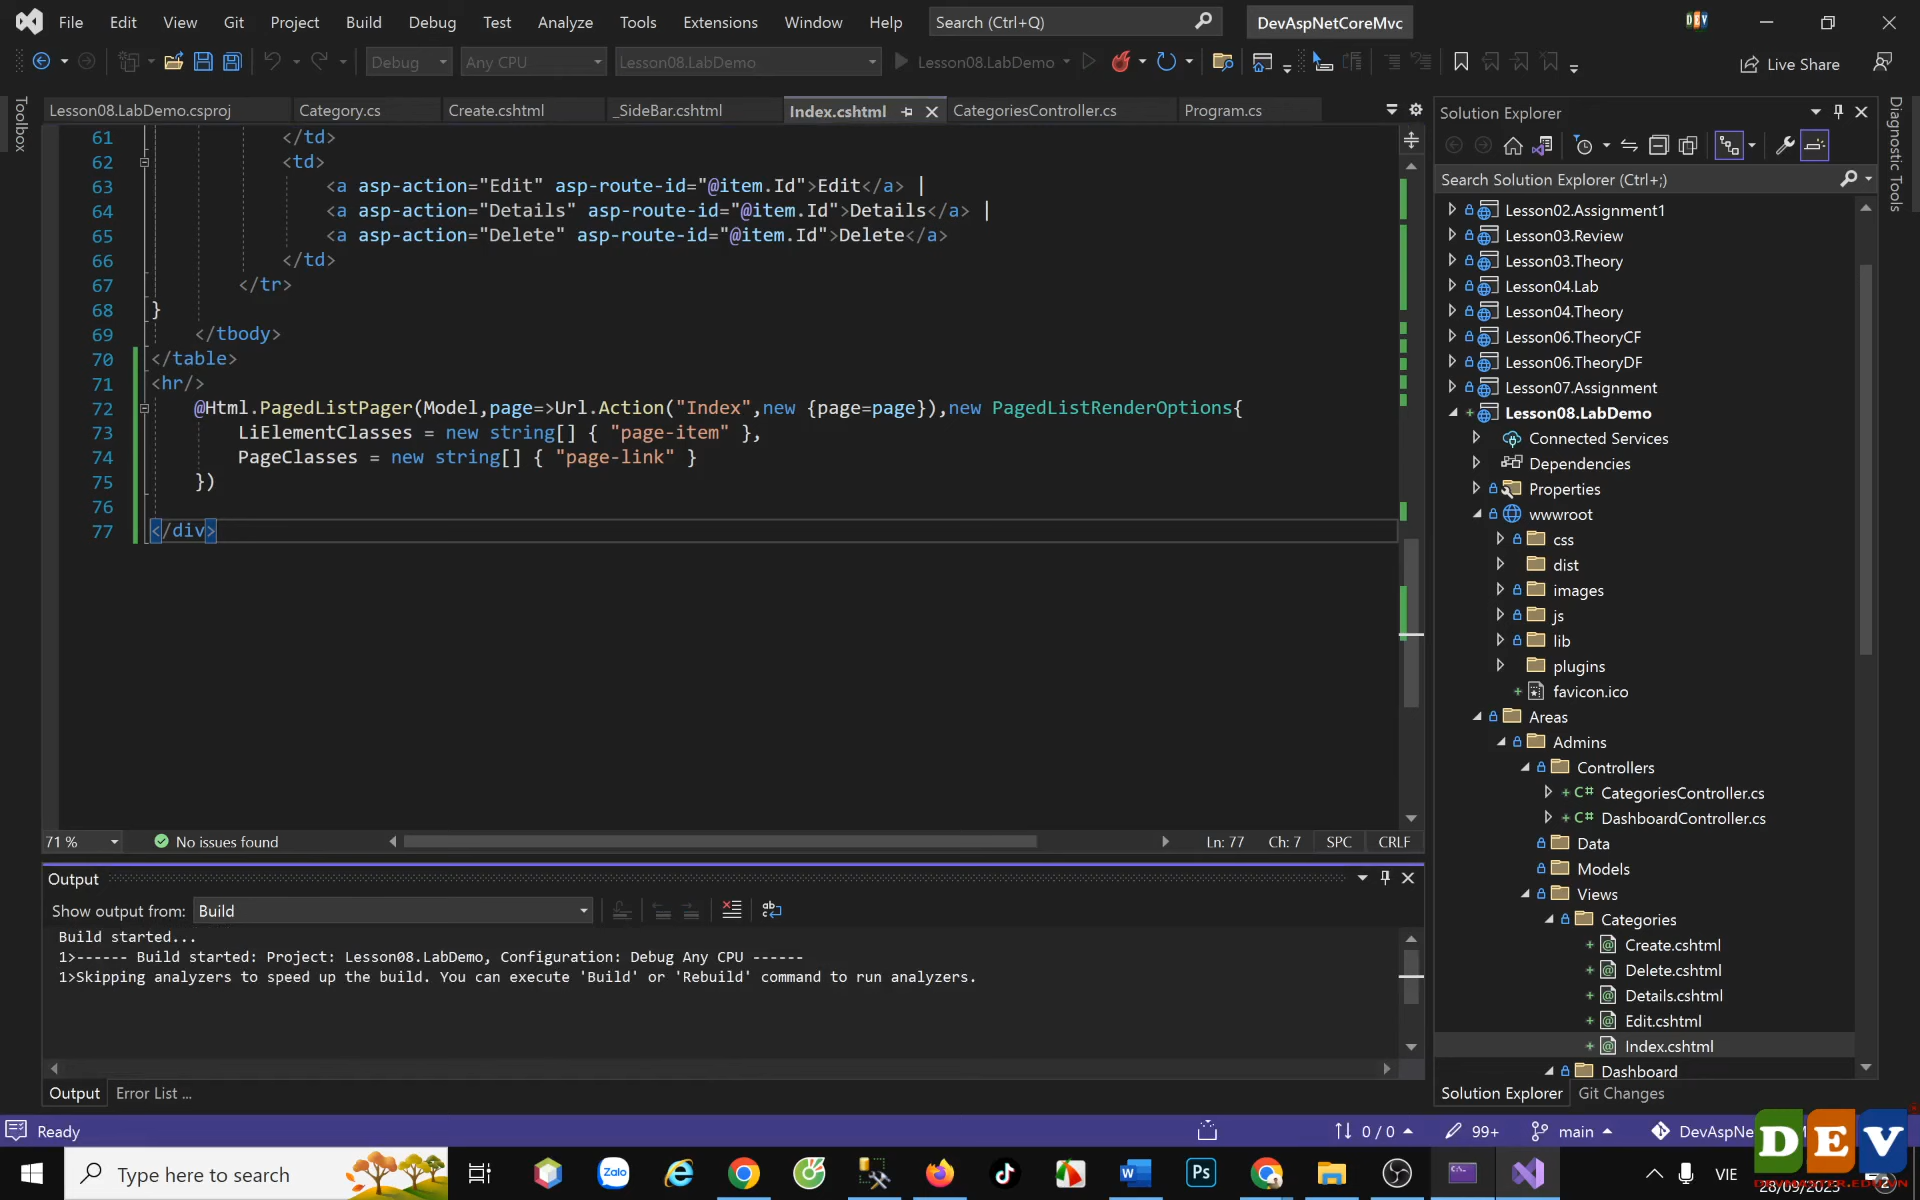 File Edit View Git Project Build Debug Test Analyze Tools Extensions Window Help Search (Ctrl+Q) DevAspNetCoreMvc DEV
Debug Any CPU Lesson08.LabDemo Lesson08.LabDemo Live Share
Toolbox
Lesson08.LabDemo.csproj Category.cs Create.cshtml _SideBar.cshtml Index.cshtml CategoriesController.cs Program.cs
61 </td>
62 <td>
63 <a asp-action="Edit" asp-route-id="@item.Id">Edit</a> |
64 <a asp-action="Details" asp-route-id="@item.Id">Details</a> |
65 <a asp-action="Delete" asp-route-id="@item.Id">Delete</a>
66 </td>
67 </tr>
68 }
69 </tbody>
70 </table>
71 <hr/>
72 @Html.PagedListPager(Model,page=>Url.Action("Index",new {page=page}),new PagedListRenderOptions{
73 LiElementClasses = new string[] { "page-item" },
74 PageClasses = new string[] { "page-link" }
75 })
76
77 </div>
71 % No issues found Ln: 77 Ch: 7 SPC CRLF
Output
Show output from: Build
Build started...
1>------ Build started: Project: Lesson08.LabDemo, Configuration: Debug Any CPU ------
1>Skipping analyzers to speed up the build. You can execute 'Build' or 'Rebuild' command to run analyzers.
Output Error List ...
Solution Explorer
Search Solution Explorer (Ctrl+;)
Lesson02.Assignment1
Lesson03.Review
Lesson03.Theory
Lesson04.Lab
Lesson04.Theory
Lesson06.TheoryCF
Lesson06.TheoryDF
Lesson07.Assignment
Lesson08.LabDemo
Connected Services
Dependencies
Properties
wwwroot
css
dist
images
js
lib
plugins
favicon.ico
Areas
Admins
Controllers
C# CategoriesController.cs
C# DashboardController.cs
Data
Models
Views
Categories
Create.cshtml
Delete.cshtml
Details.cshtml
Edit.cshtml
Index.cshtml
Dashboard
Solution Explorer Git Changes
Diagnostic Tools
Ready 0 / 0 99+ main DevAspNe
Type here to search Zalo Ps VIE
28/09/2023 2
DEV
DEVMASTER.EDU.VN